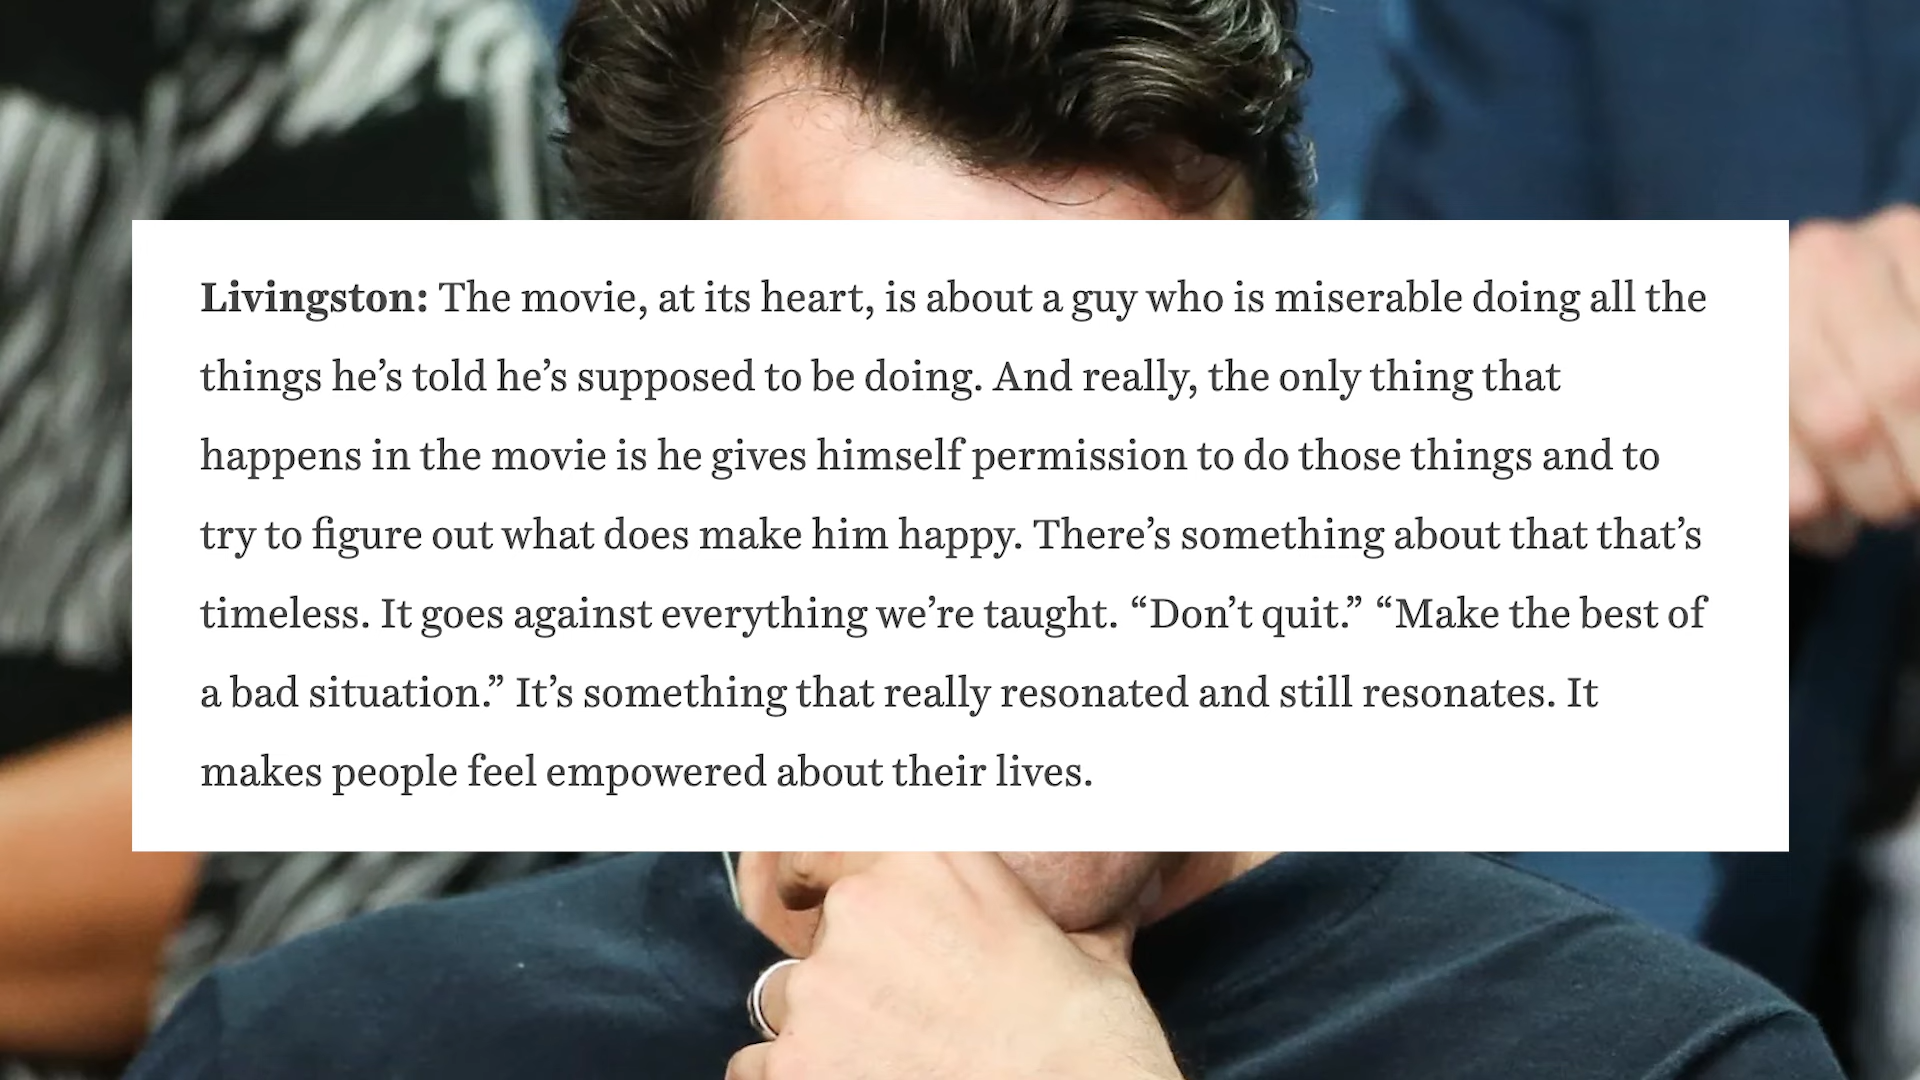 Livingston: The movie, at its heart, is about a guy who is miserable doing all the
things he’s told he’s supposed to be doing. And really, the only thing that
happens in the movie is he gives himself permission to do those things and to
try to figure out what does make him happy. There’s something about that that’s
timeless. It goes against everything we’re taught. “Don’t quit.” “Make the best of
a bad situation.” It’s something that really resonated and still resonates. It
makes people feel empowered about their lives.